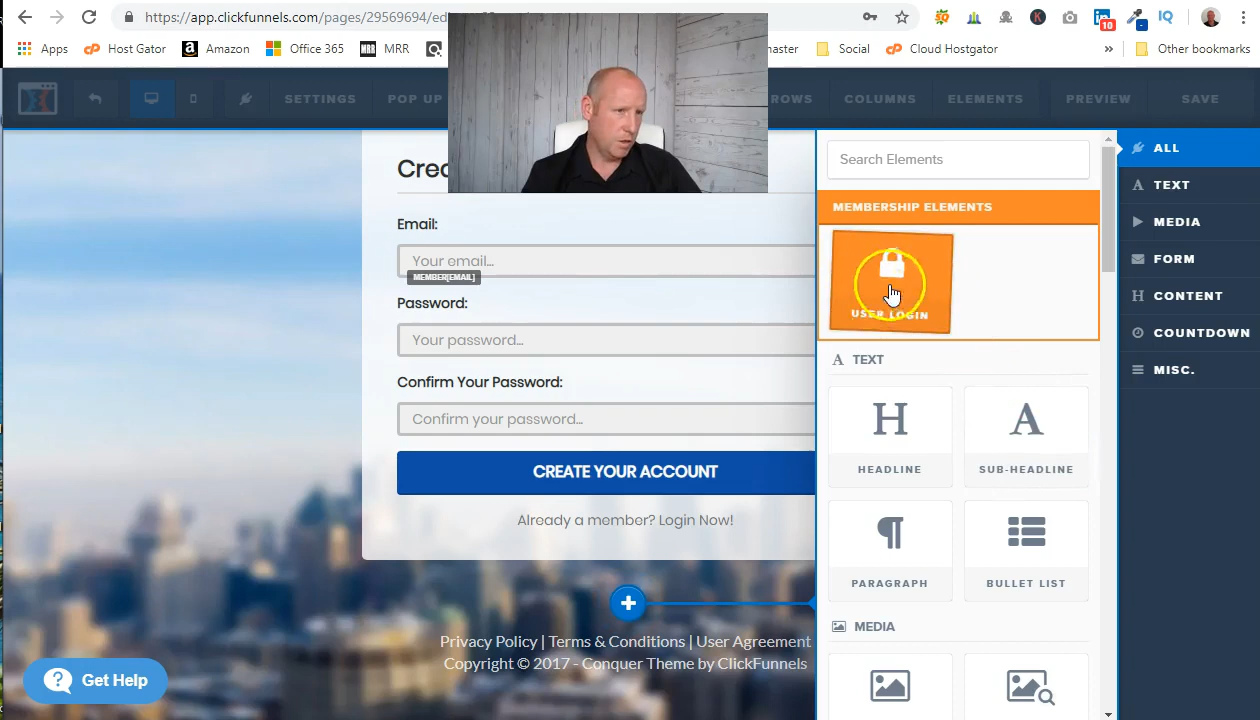 https://app.clickfunnels.com/pages/29569694/ed
10
Apps
Host Gator
Amazon
Office 365
MRR
MRR
Social
Cloud Hostgator
»
Other bookmarks
SETTINGS
POP UP
ROWS
COLUMNS
ELEMENTS
PREVIEW
SAVE
Search Elements
ALL
TEXT
MEDIA
FORM
CONTENT
COUNTDOWN
MISC.
MEMBERSHIP ELEMENTS
USER LOGIN
TEXT
HEADLINE
SUB-HEADLINE
PARAGRAPH
BULLET LIST
MEDIA
Email:
Your email...
MEMBER[EMAIL]
Password:
Your password...
Confirm Your Password:
Confirm your password...
CREATE YOUR ACCOUNT
Already a member? Login Now!
Privacy Policy | Terms & Conditions | User Agreement
Copyright © 2017 - Conquer Theme by ClickFunnels
? Get Help